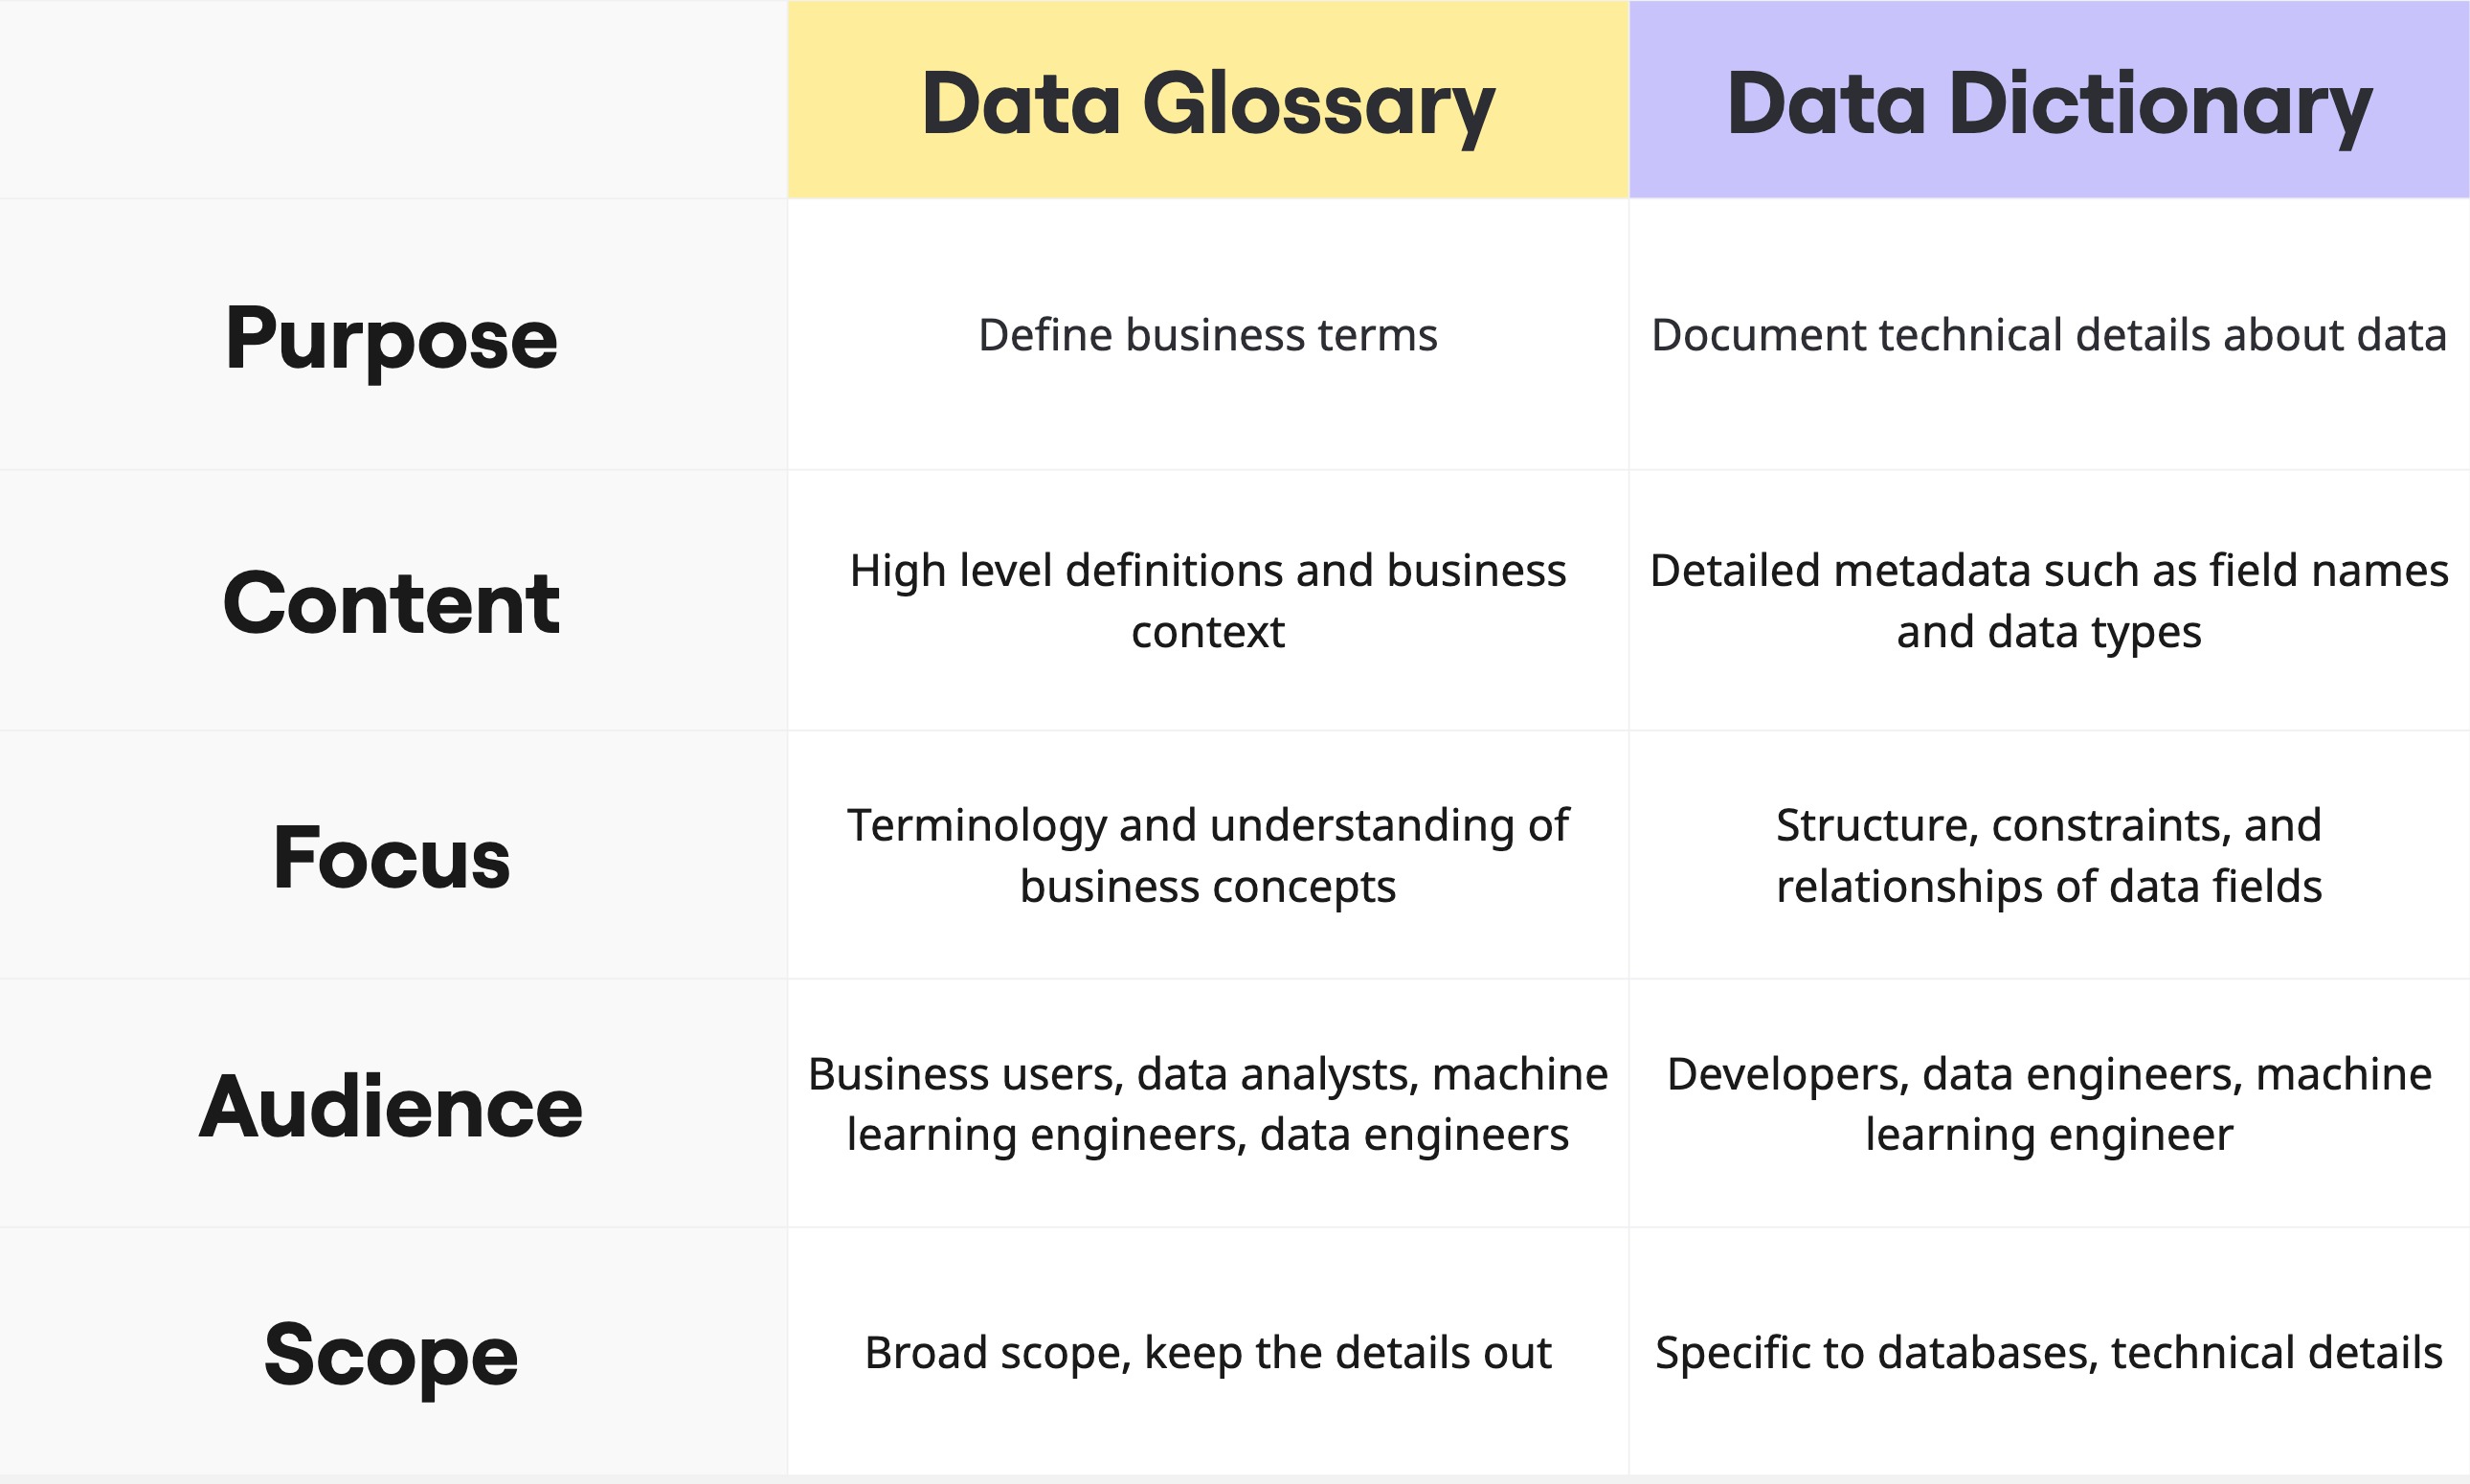 Data Glossary
Data Dictionary
Purpose
Define business terms
Document technical details about data
Content
High level definitions and business
context
Detailed metadata such as field names
and data types
Focus
Terminology and understanding of
business concepts
Structure, constraints, and
relationships of data fields
Audience
Business users, data analysts, machine
learning engineers, data engineers
Developers, data engineers, machine
learning engineer
Scope
Broad scope, keep the details out
Specific to databases, technical details